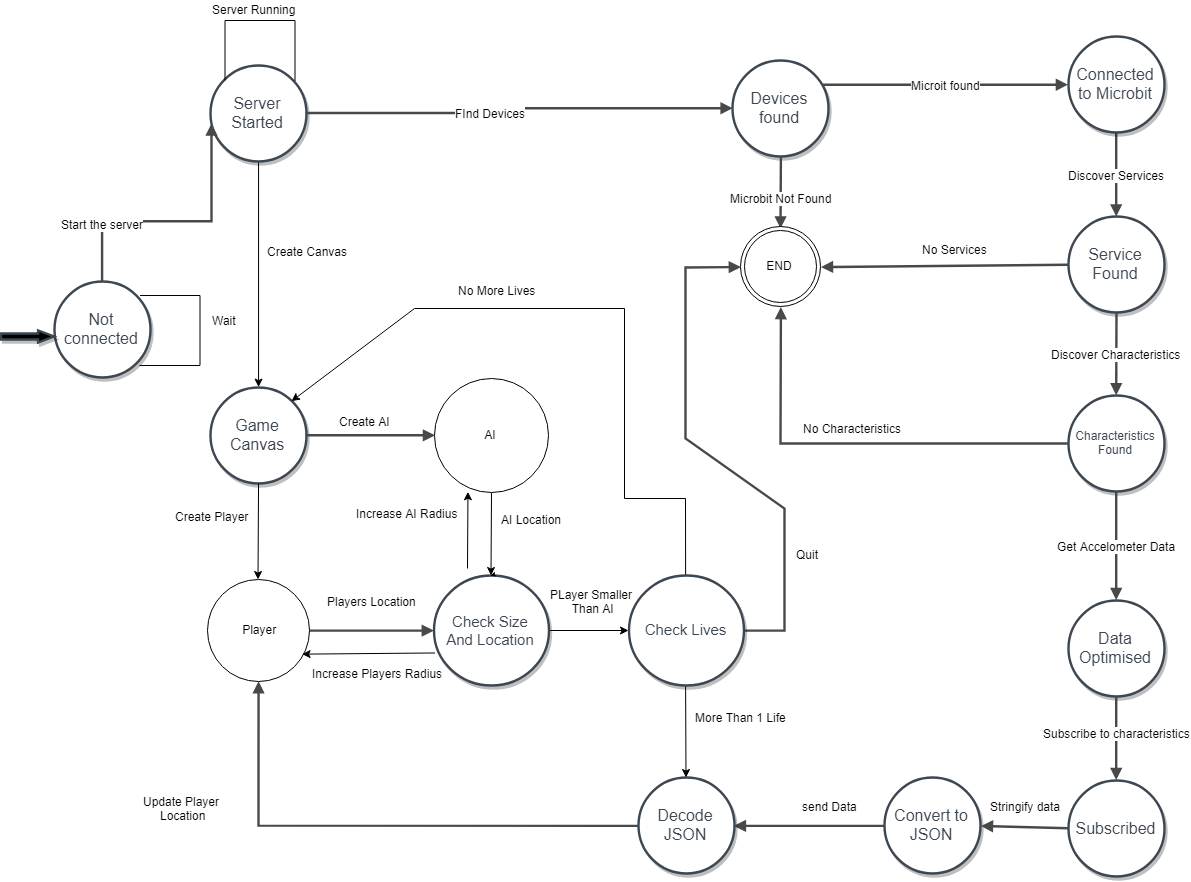 Server Running
Server
Started
FInd Devices
Devices
found
Microit found
Connected
to Microbit
Discover Services
Microbit Not Found
Start the server
Create Canvas
END
No Services
Service
Found
Not
connected
Wait
No More Lives
Discover Characteristics
Game
Canvas
Create AI
AI
No Characteristics
Characteristics
Found
Create Player
Increase AI Radius
AI Location
Quit
Get Accelometer Data
Players Location
PLayer Smaller
Than AI
Player
Check Size
And Location
Check Lives
Data
Optimised
Increase Players Radius
More Than 1 Life
Subscribe to characteristics
Update Player
Location
Decode
JSON
send Data
Convert to
JSON
Stringify data
Subscribed